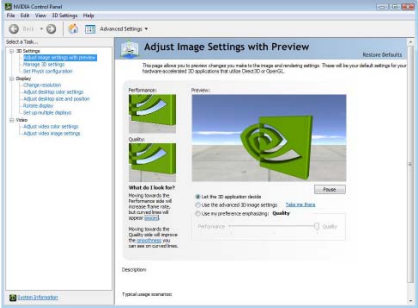 NVIDIA Control Panel
File Edit View 3D Settings Help
Back
Advanced Settings
Select a Task...
3D Settings
Adjust image settings with preview
Manage 3D settings
Set PhysX configuration
Display
Change resolution
Adjust desktop color settings
Adjust desktop size and position
Rotate display
Set up multiple displays
Video
Adjust video color settings
Adjust video image settings
System Information
Adjust Image Settings with Preview
Restore Defaults
This page allows you to preview changes you make to the image and rendering settings. These will be your default settings for your
hardware-accelerated 3D applications that utilize Direct3D or OpenGL.
Performance:
Preview:
Quality:
Pause
What do I look for?
Moving towards the
Performance side will
increase frame rate,
but curved lines will
appear jagged.
Moving towards the
Quality side will improve
the smoothness you
can see on curved lines.
Let the 3D application decide
Use the advanced 3D image settings Take me there
Use my preference emphasizing: Quality
Performance Quality
Description:
Typical usage scenarios: